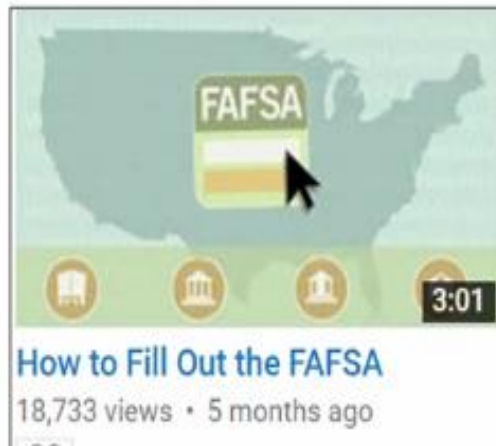 FAFSA
3:01
How to Fill Out the FAFSA
18,733 views • 5 months ago